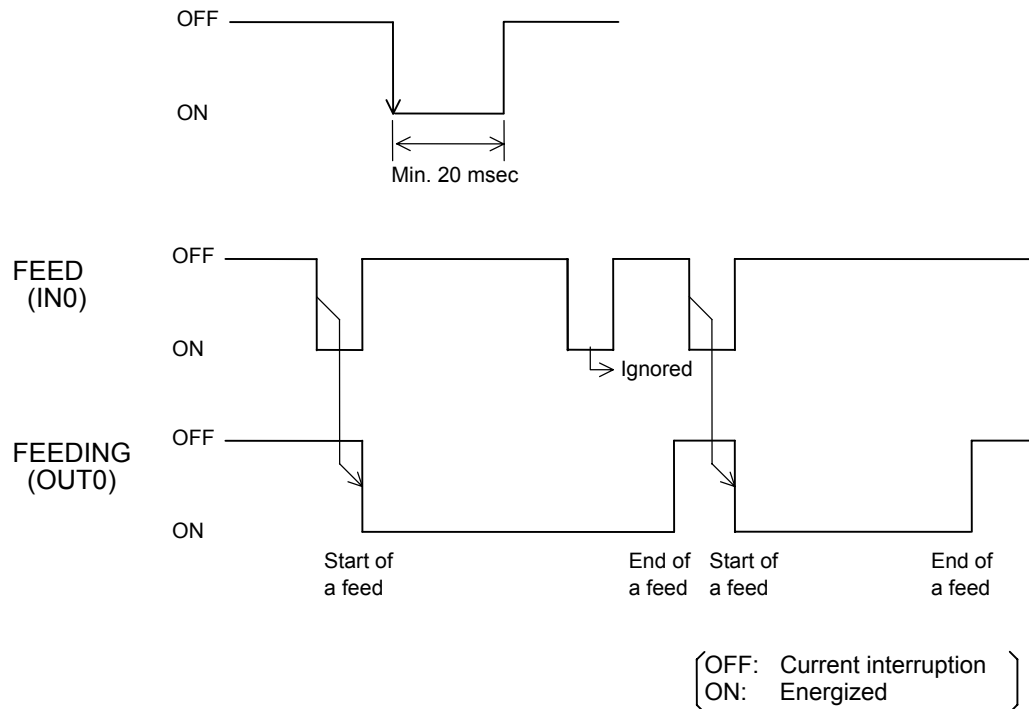 OFF
ON
Min. 20 msec
FEED
(IN0)
OFF
ON
Ignored
FEEDING
(OUT0)
OFF
ON
Start of
a feed
End of
a feed
Start of
a feed
End of
a feed
OFF: Current interruption
ON: Energized